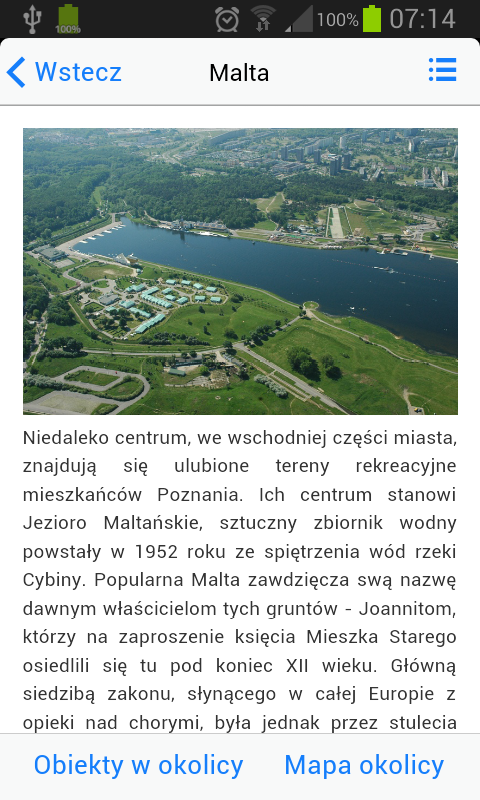 100%
100%
07:14
Wstecz
Malta
Niedaleko centrum, we wschodniej części miasta,
znajdują się ulubione tereny rekreacyjne
mieszkańców Poznania. Ich centrum stanowi
Jezioro Maltańskie, sztuczny zbiornik wodny
powstały w 1952 roku ze spiętrzenia wód rzeki
Cybiny. Popularna Malta zawdzięcza swą nazwę
dawnym właścicielom tych gruntów - Joannitom,
którzy na zaproszenie księcia Mieszka Starego
osiedlili się tu pod koniec XII wieku. Główną
siedzibą zakonu, słynącego w całej Europie z
opieki nad chorymi, była jednak przez stulecia
Obiekty w okolicy
Mapa okolicy